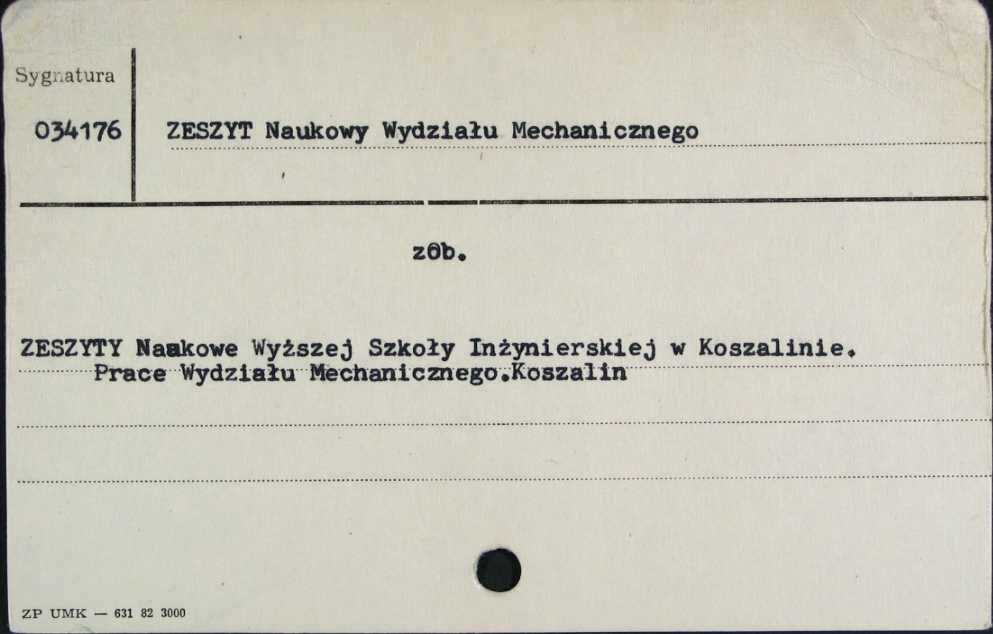 Sygnatura
034176 ZESZYT Naukowy Wydziału Mechanicznego
zob.
ZESZYTY Naukowe Wyższej Szkoły Inżynierskiej w Koszalinie.
Prace Wydziału Mechanicznego.Koszalin
ZP UMK — 631 82 3000